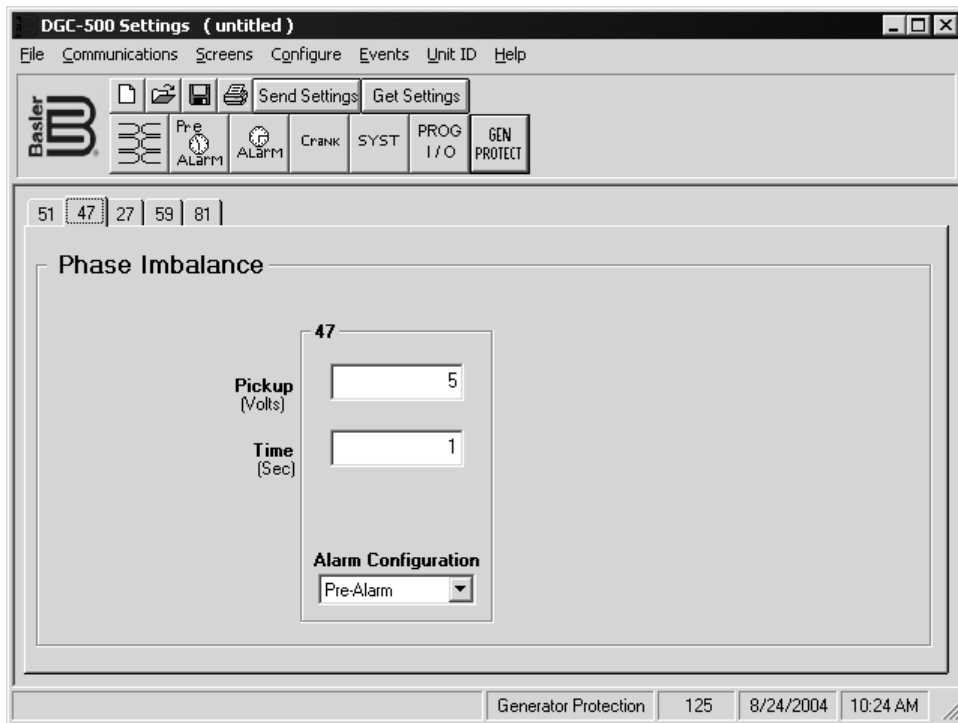 DGC-500 Settings ( untitled )
File Communications Screens Configure Events Unit ID Help
Basler
Send Settings Get Settings
Pre ALarm
ALarm
Crank
SYST
PROG I/O
GEN PROTECT
51 47 27 59 81
Phase Imbalance
47
Pickup 5
(Volts)
Time 1
(Sec)
Alarm Configuration
Pre-Alarm
Generator Protection 125 8/24/2004 10:24 AM